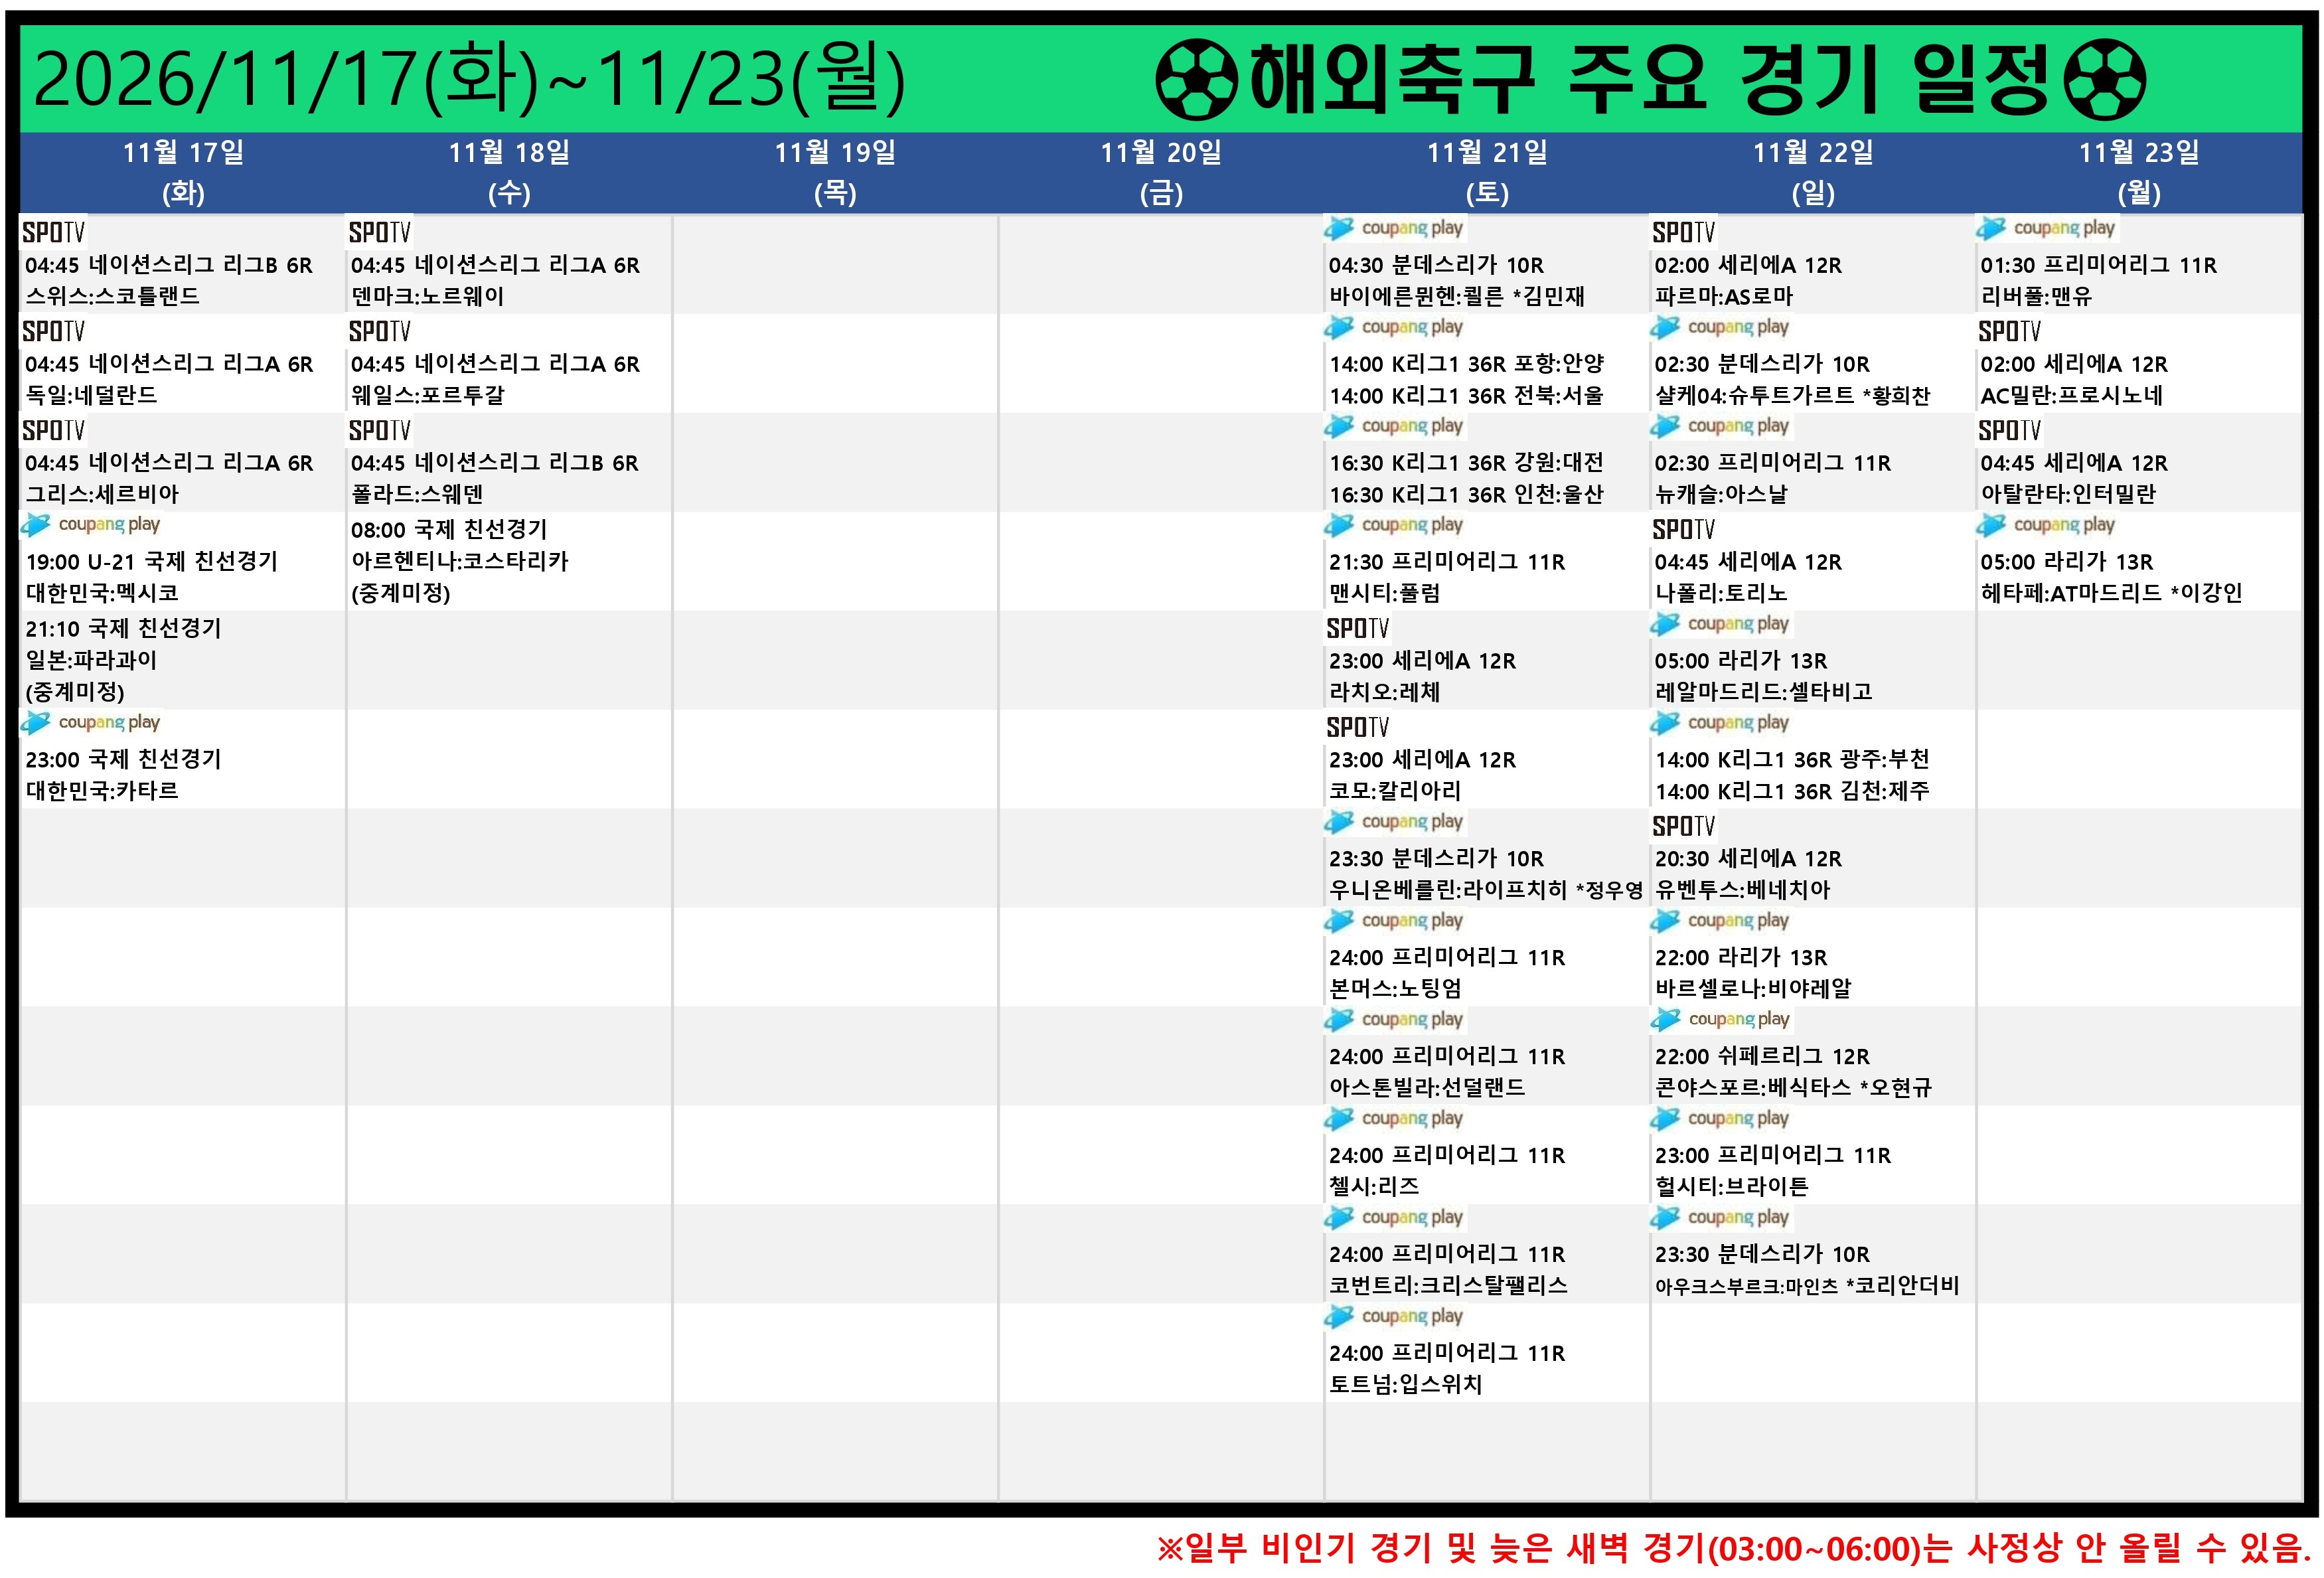 2026/11/17(화)~11/23(월)
해외축구 주요 경기 일정
11월 17일
(화)
11월 18일
(수)
11월 19일
(목)
11월 20일
(금)
11월 21일
(토)
11월 22일
(일)
11월 23일
(월)
SPOTV
04:45 네이션스리그 리그B 6R
스위스:스코틀랜드
SPOTV
04:45 네이션스리그 리그A 6R
독일:네덜란드
SPOTV
04:45 네이션스리그 리그A 6R
그리스:세르비아
coupang play
19:00 U-21 국제 친선경기
대한민국:멕시코
21:10 국제 친선경기
일본:파라과이
(중계미정)
coupang play
23:00 국제 친선경기
대한민국:카타르
SPOTV
04:45 네이션스리그 리그A 6R
덴마크:노르웨이
SPOTV
04:45 네이션스리그 리그A 6R
웨일스:포르투갈
SPOTV
04:45 네이션스리그 리그B 6R
폴라드:스웨덴
08:00 국제 친선경기
아르헨티나:코스타리카
(중계미정)
coupang play
04:30 분데스리가 10R
바이에른뮌헨:쾰른 *김민재
coupang play
14:00 K리그1 36R 포항:안양
14:00 K리그1 36R 전북:서울
coupang play
16:30 K리그1 36R 강원:대전
16:30 K리그1 36R 인천:울산
coupang play
21:30 프리미어리그 11R
맨시티:풀럼
SPOTV
23:00 세리에A 12R
라치오:레체
SPOTV
23:00 세리에A 12R
코모:칼리아리
coupang play
23:30 분데스리가 10R
우니온베를린:라이프치히 *정우영
coupang play
24:00 프리미어리그 11R
본머스:노팅엄
coupang play
24:00 프리미어리그 11R
아스톤빌라:선덜랜드
coupang play
24:00 프리미어리그 11R
첼시:리즈
coupang play
24:00 프리미어리그 11R
코번트리:크리스탈팰리스
coupang play
24:00 프리미어리그 11R
토트넘:입스위치
SPOTV
02:00 세리에A 12R
파르마:AS로마
coupang play
02:30 분데스리가 10R
샬케04:슈투트가르트 *황희찬
coupang play
02:30 프리미어리그 11R
뉴캐슬:아스날
SPOTV
04:45 세리에A 12R
나폴리:토리노
coupang play
05:00 라리가 13R
레알마드리드:셀타비고
coupang play
14:00 K리그1 36R 광주:부천
14:00 K리그1 36R 김천:제주
SPOTV
20:30 세리에A 12R
유벤투스:베네치아
coupang play
22:00 라리가 13R
바르셀로나:비야레알
coupang play
22:00 쉬페르리그 12R
콘야스포르:베식타스 *오현규
coupang play
23:00 프리미어리그 11R
헐시티:브라이튼
coupang play
23:30 분데스리가 10R
아우크스부르크:마인츠 *코리안더비
coupang play
01:30 프리미어리그 11R
리버풀:맨유
SPOTV
02:00 세리에A 12R
AC밀란:프로시노네
SPOTV
04:45 세리에A 12R
아탈란타:인터밀란
coupang play
05:00 라리가 13R
헤타페:AT마드리드 *이강인
※일부 비인기 경기 및 늦은 새벽 경기(03:00~06:00)는 사정상 안 올릴 수 있음.